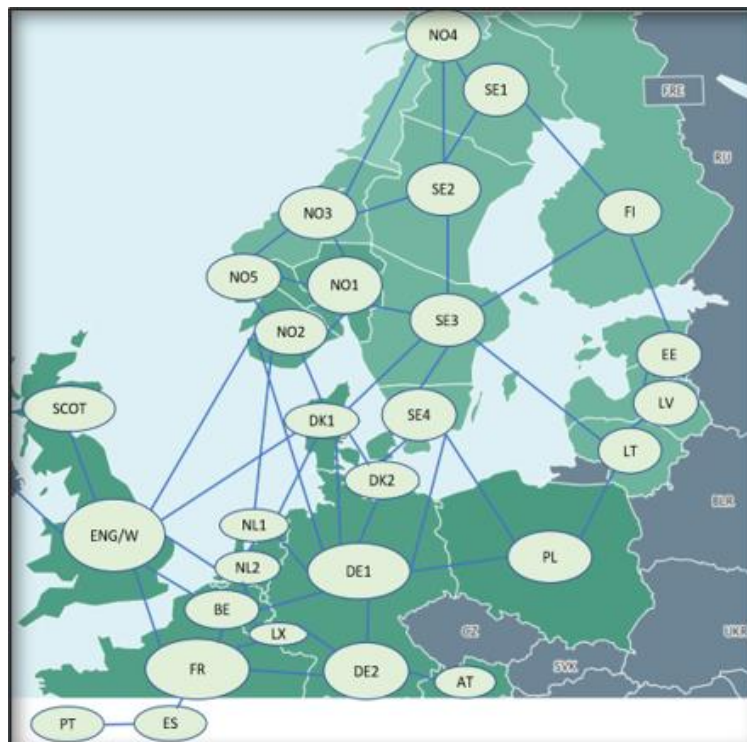 NO4
SE1
FRE
RU
SE2
FI
NO3
NO5
NO1
SE3
NO2
EE
SCOT
LV
DK1
SE4
LT
DK2
BLR
NL1
ENG/W
PL
NL2
DE1
BE
CZ
LX
UKR
SVK
FR
DE2
AT
PT
ES